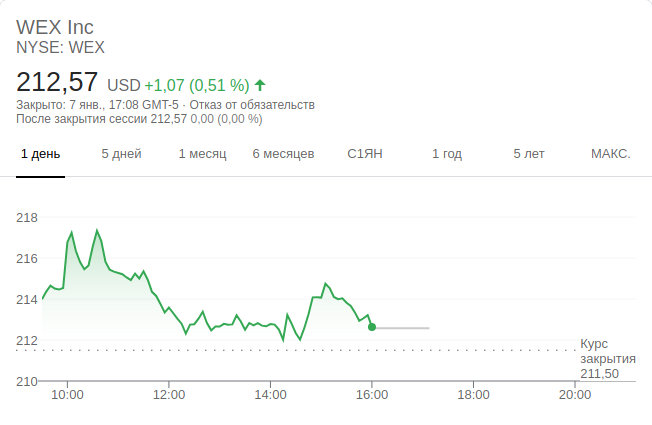 WEX Inc
NYSE: WEX
212,57 USD +1,07 (0,51 %)
Закрыто: 7 янв., 17:08 GMT-5 · Отказ от обязательств
После закрытия сессии 212,57 0,00 (0,00 %)
1 день 5 дней 1 месяц 6 месяцев С1ЯН 1 год 5 лет МАКС.
218
216
214
212
Курс
закрытия
211,50
210
10:00 12:00 14:00 16:00 18:00 20:00